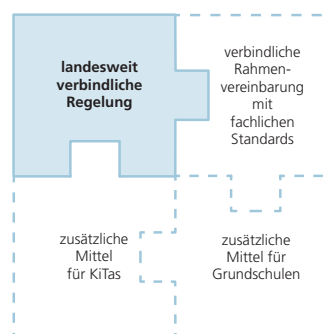 landesweit
verbindliche
Regelung
verbindliche
Rahmen-
vereinbarung
mit
fachlichen
Standards
zusätzliche
Mittel
für KiTas
zusätzliche
Mittel für
Grundschulen